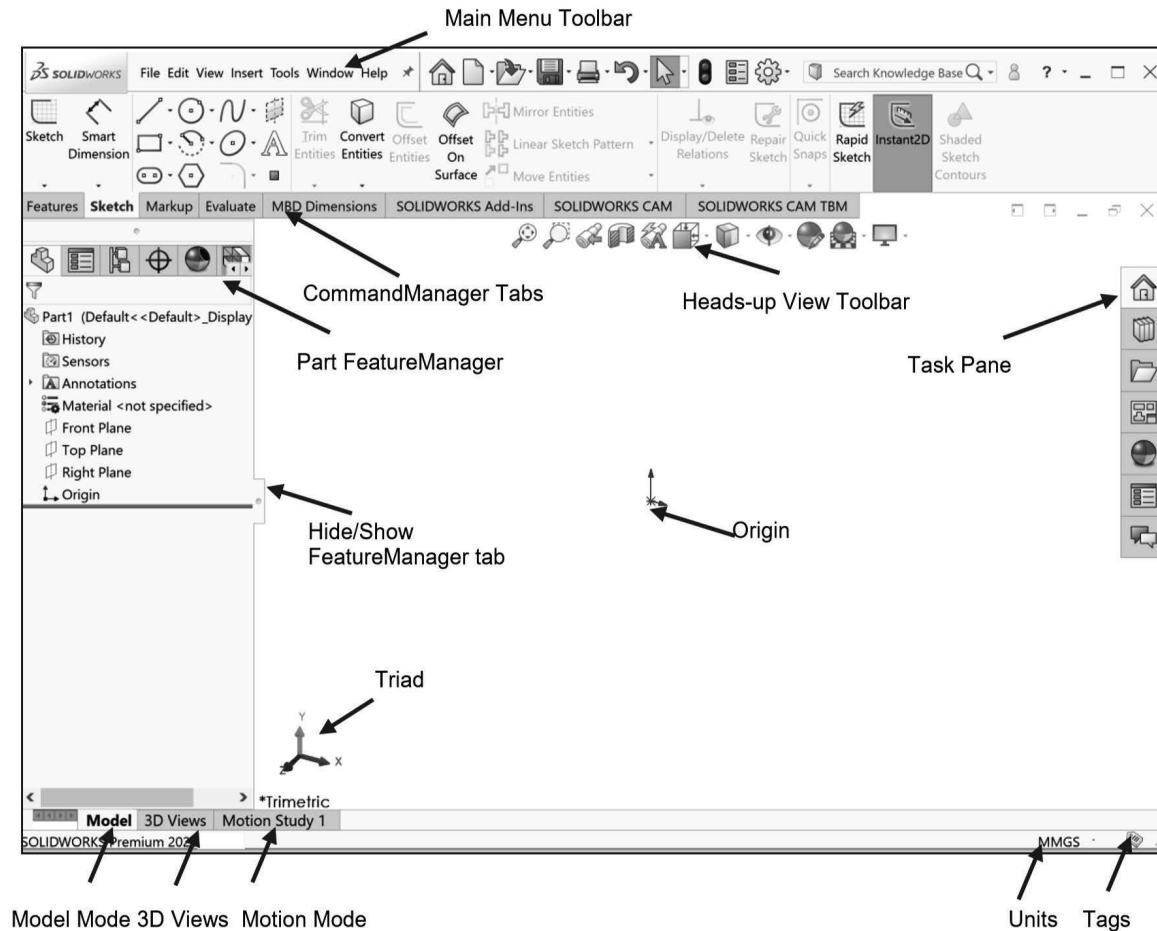 Main Menu Toolbar
SOLIDWORKS File Edit View Insert Tools Window Help Search Knowledge Base ?
Sketch Smart Dimension Trim Entities Convert Entities Offset Entities Offset On Surface Mirror Entities Linear Sketch Pattern Move Entities Display/Delete Relations Repair Sketch Quick Snaps Rapid Sketch Instant2D Shaded Sketch Contours
Features Sketch Markup Evaluate MBD Dimensions SOLIDWORKS Add-Ins SOLIDWORKS CAM SOLIDWORKS CAM TBM
CommandManager Tabs
Heads-up View Toolbar
Part1 (Default<<Default>_Display
History
Sensors
Annotations
Material <not specified>
Front Plane
Top Plane
Right Plane
Origin
Part FeatureManager
Task Pane
Hide/Show
FeatureManager tab
Origin
Triad
Y
X
Z
*Trimetric
Model 3D Views Motion Study 1
SOLIDWORKS Premium MMGS
Model Mode 3D Views Motion Mode Units Tags